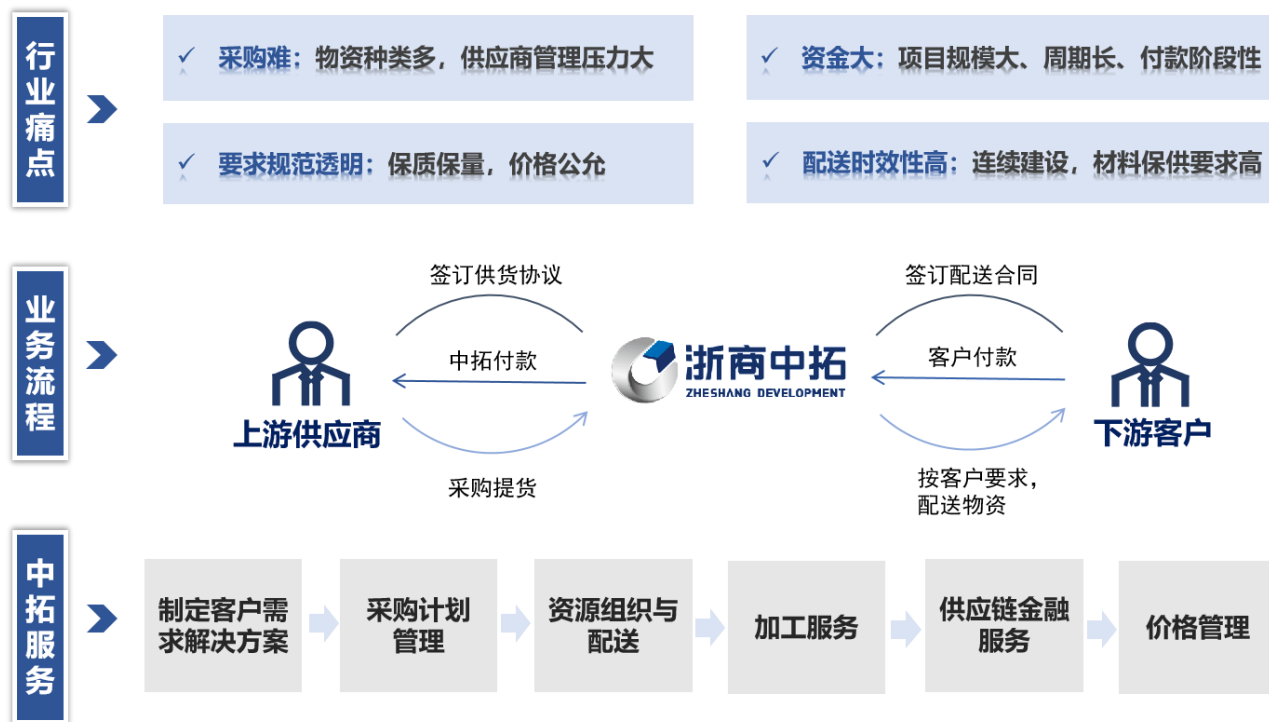 行业痛点
采购难：物资种类多，供应商管理压力大
资金大：项目规模大、周期长、付款阶段性
要求规范透明：保质保量，价格公允
配送时效性高：连续建设，材料保供要求高
业务流程
签订供货协议
签订配送合同
中拓付款
客户付款
浙商中拓
ZHESHANG DEVELOPMENT
上游供应商
下游客户
采购提货
按客户要求，
配送物资
中拓服务
制定客户需
求解决方案
采购计划
管理
资源组织与
配送
加工服务
供应链金融
服务
价格管理